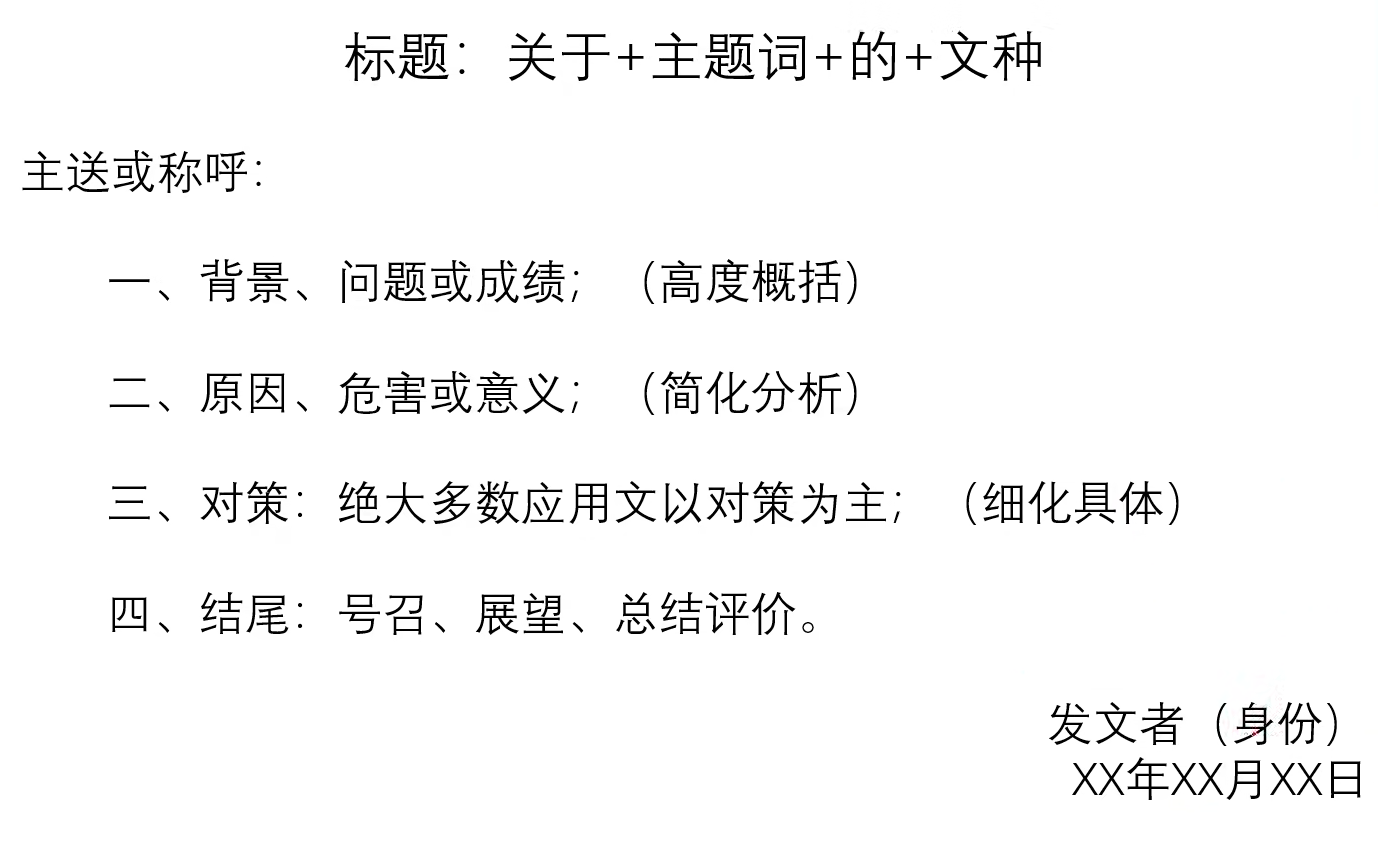 标题：关于+主题词+的+文种
主送或称呼：
一、背景、问题或成绩；（高度概括）
二、原因、危害或意义；（简化分析）
三、对策：绝大多数应用文以对策为主；（细化具体）
四、结尾：号召、展望、总结评价。
发文者（身份）
XX年XX月XX日